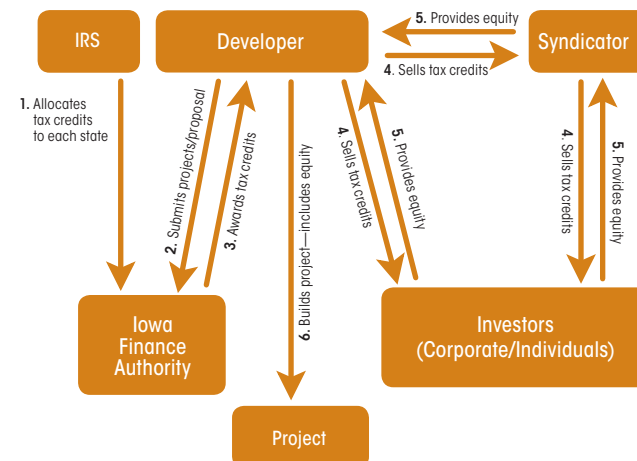 5. Provides equity
IRS
Developer
Syndicator
4. Sells tax credits
1. Allocates
tax credits
to each state
2. Submits projects/proposal
3. Awards tax credits
6. Builds project—includes equity
4. Sells tax credits
5. Provides equity
4. Sells tax credits
5. Provides equity
Iowa
Finance
Authority
Investors
(Corporate/Individuals)
Project